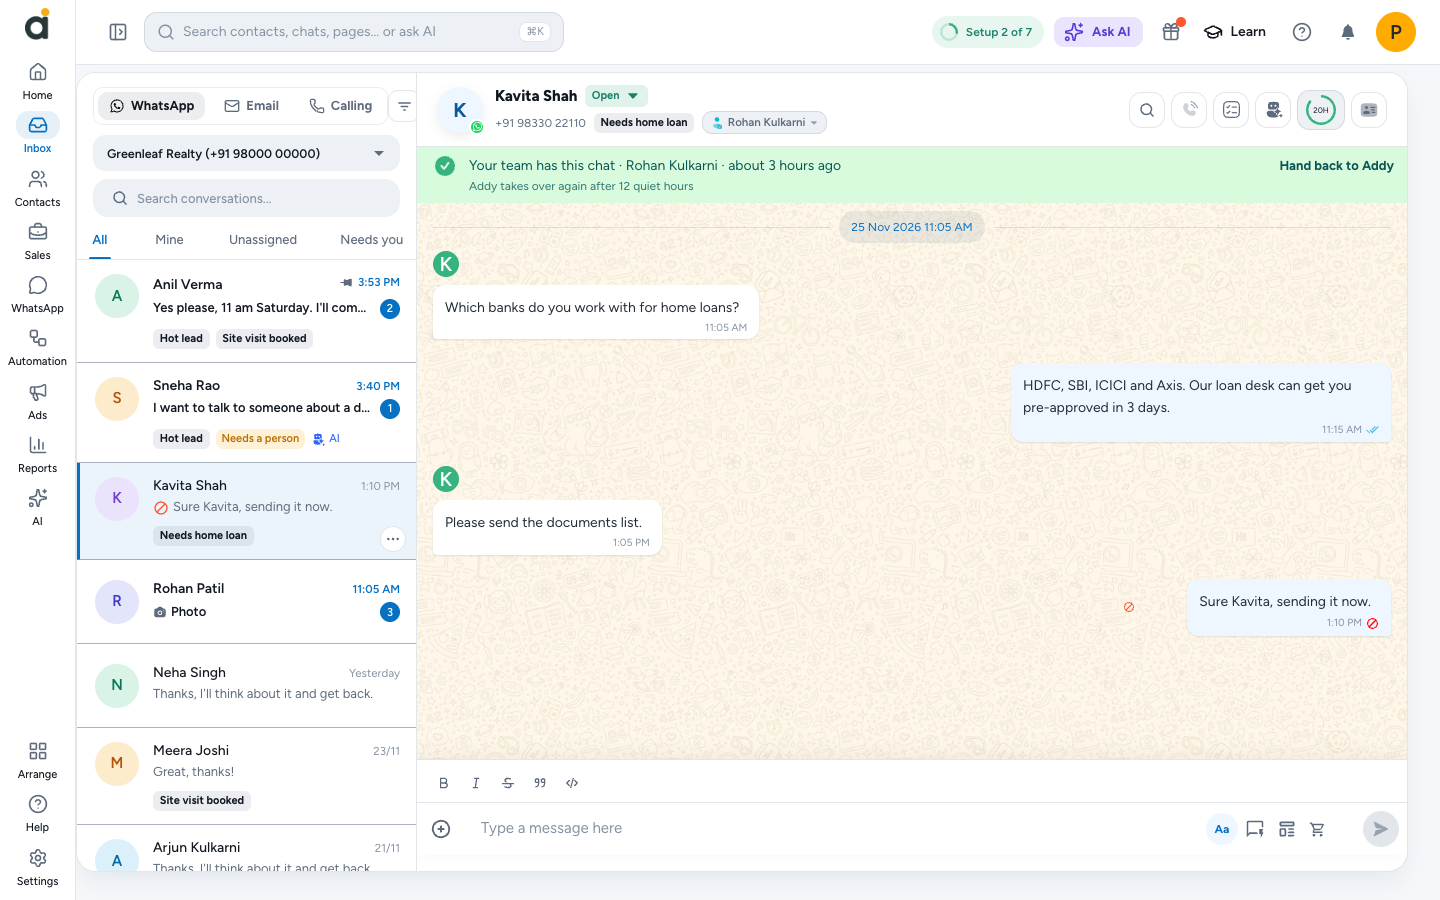 Search contacts, chats, pages... or ask AI
⌘K
Setup 2 of 7
Ask AI
Learn
P
Home
Inbox
Contacts
Sales
WhatsApp
Automation
Ads
Reports
AI
Arrange
Help
Settings
WhatsApp
Email
Calling
Greenleaf Realty (+91 98000 00000)
Search conversations...
All
Mine
Unassigned
Needs you
A
Anil Verma
3:53 PM
Yes please, 11 am Saturday. I'll com...
2
Hot lead
Site visit booked
S
Sneha Rao
3:40 PM
I want to talk to someone about a d...
1
Hot lead
Needs a person
AI
K
Kavita Shah
1:10 PM
Sure Kavita, sending it now.
Needs home loan
R
Rohan Patil
11:05 AM
Photo
3
N
Neha Singh
Yesterday
Thanks, I'll think about it and get back.
M
Meera Joshi
23/11
Great, thanks!
Site visit booked
A
Arjun Kulkarni
21/11
Thanks, I'll think about it and get back.
K
Kavita Shah
Open
+91 98330 22110
Needs home loan
Rohan Kulkarni
20H
Your team has this chat · Rohan Kulkarni · about 3 hours ago
Addy takes over again after 12 quiet hours
Hand back to Addy
25 Nov 2026 11:05 AM
K
Which banks do you work with for home loans?
11:05 AM
HDFC, SBI, ICICI and Axis. Our loan desk can get you
pre-approved in 3 days.
11:15 AM
K
Please send the documents list.
1:05 PM
Sure Kavita, sending it now.
1:10 PM
B
I
S
Type a message here
Aa